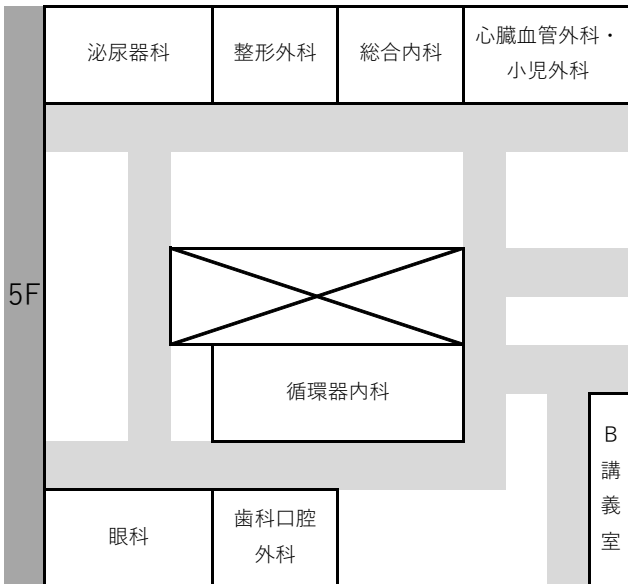 泌尿器科
整形外科
総合内科
心臓血管外科・
小児外科
5F
循環器内科
B
講
義
室
眼科
歯科口腔
外科